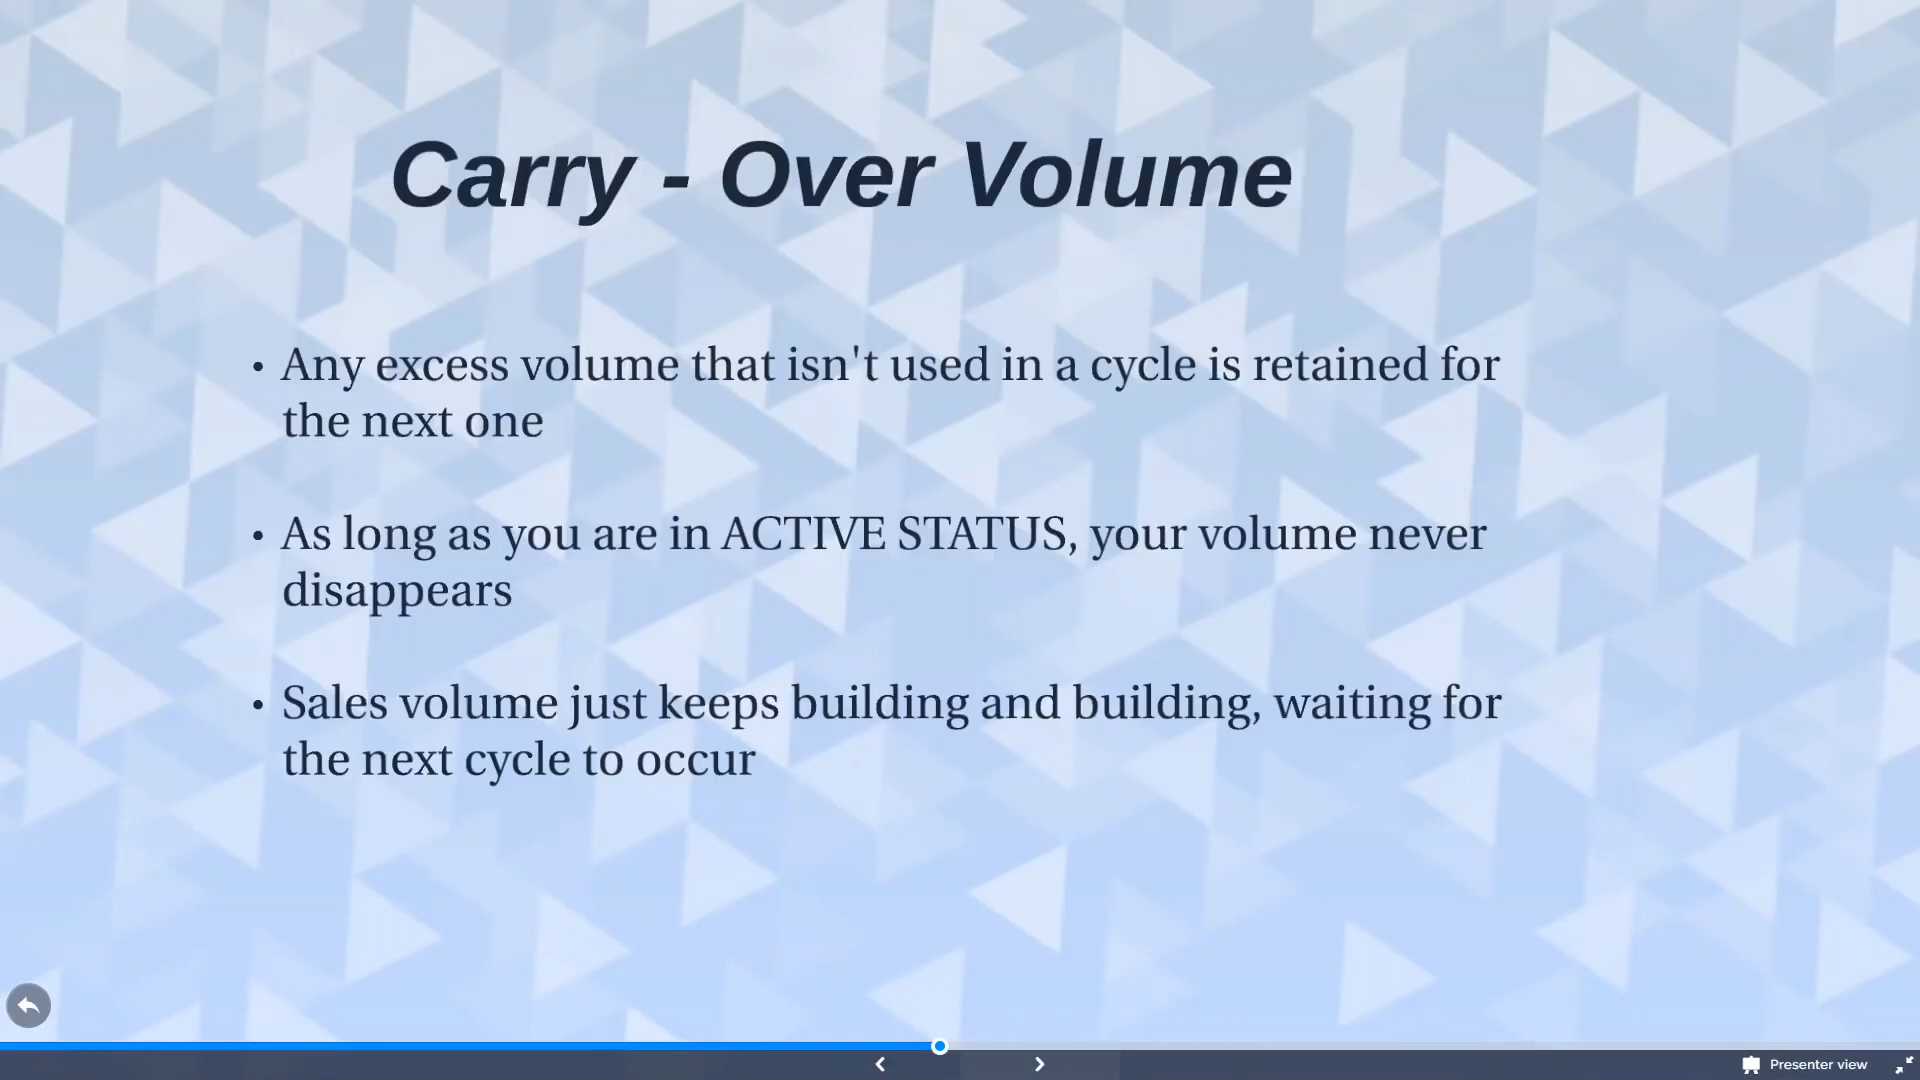 Carry - Over Volume
• Any excess volume that isn't used in a cycle is retained for
the next one
• As long as you are in ACTIVE STATUS, your volume never
disappears
• Sales volume just keeps building and building, waiting for
the next cycle to occur
Presenter view